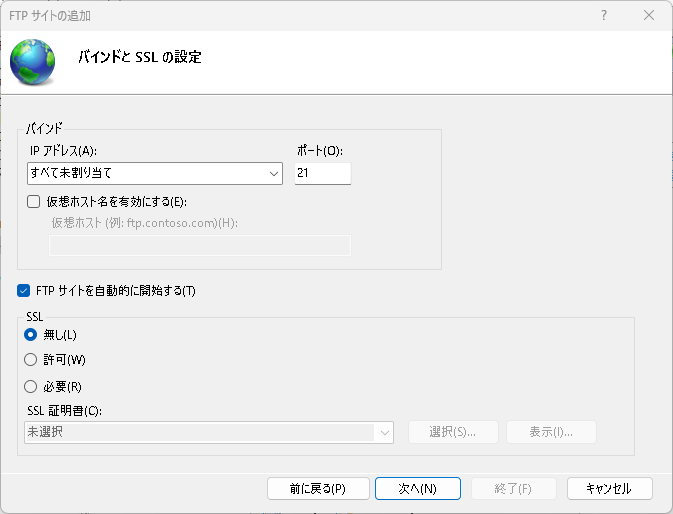 FTP サイトの追加
?
バインドと SSL の設定
バインド
IP アドレス(A):
ポート(O):
すべて未割り当て
21
仮想ホスト名を有効にする(E):
仮想ホスト (例: ftp.contoso.com)(H):
FTP サイトを自動的に開始する(T)
SSL
無し(L)
許可(W)
必要(R)
SSL 証明書(C):
未選択
選択(S)...
表示(I)...
前に戻る(P)
次へ(N)
終了(F)
キャンセル